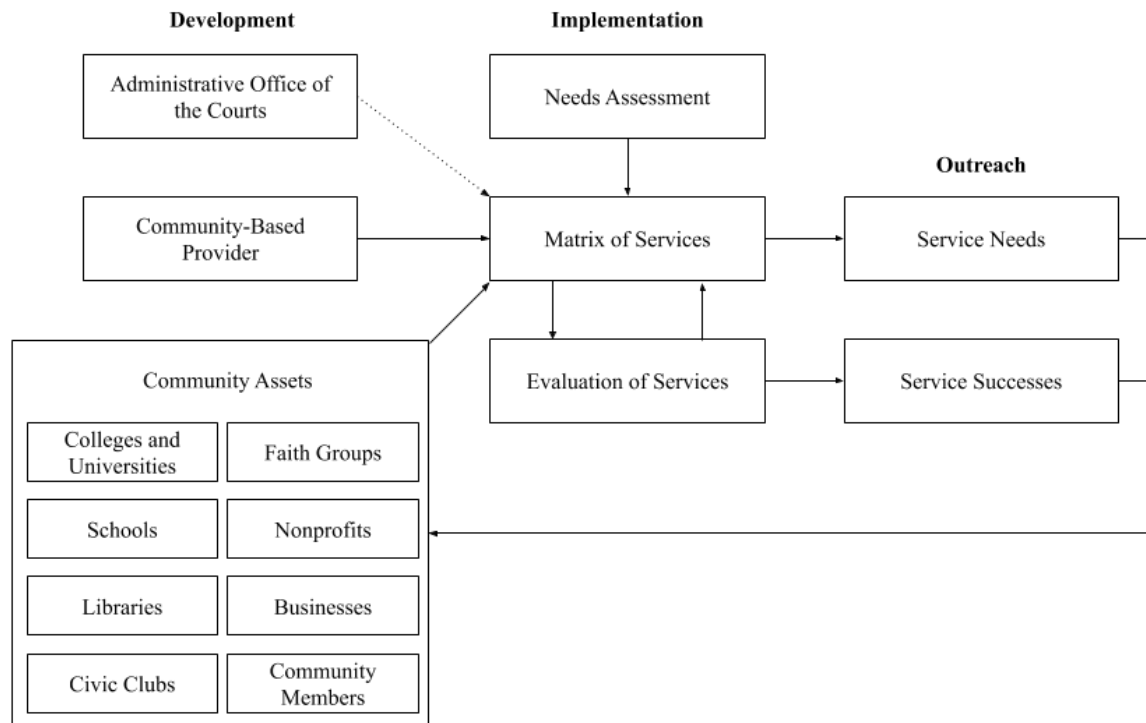 Development
Implementation
Administrative Office of
the Courts
Needs Assessment
Outreach
Community-Based
Provider
Matrix of Services
Service Needs
Evaluation of Services
Service Successes
Community Assets
Colleges and
Universities
Faith Groups
Schools
Nonprofits
Libraries
Businesses
Civic Clubs
Community
Members